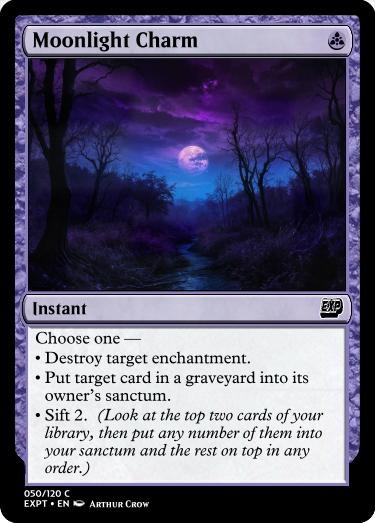 Moonlight Charm
Instant
EXP
Choose one —
• Destroy target enchantment.
• Put target card in a graveyard into its
owner's sanctum.
• Sift 2. (Look at the top two cards of your
library, then put any number of them into
your sanctum and the rest on top in any
order.)
050/120 C
EXPT • EN Arthur Crow